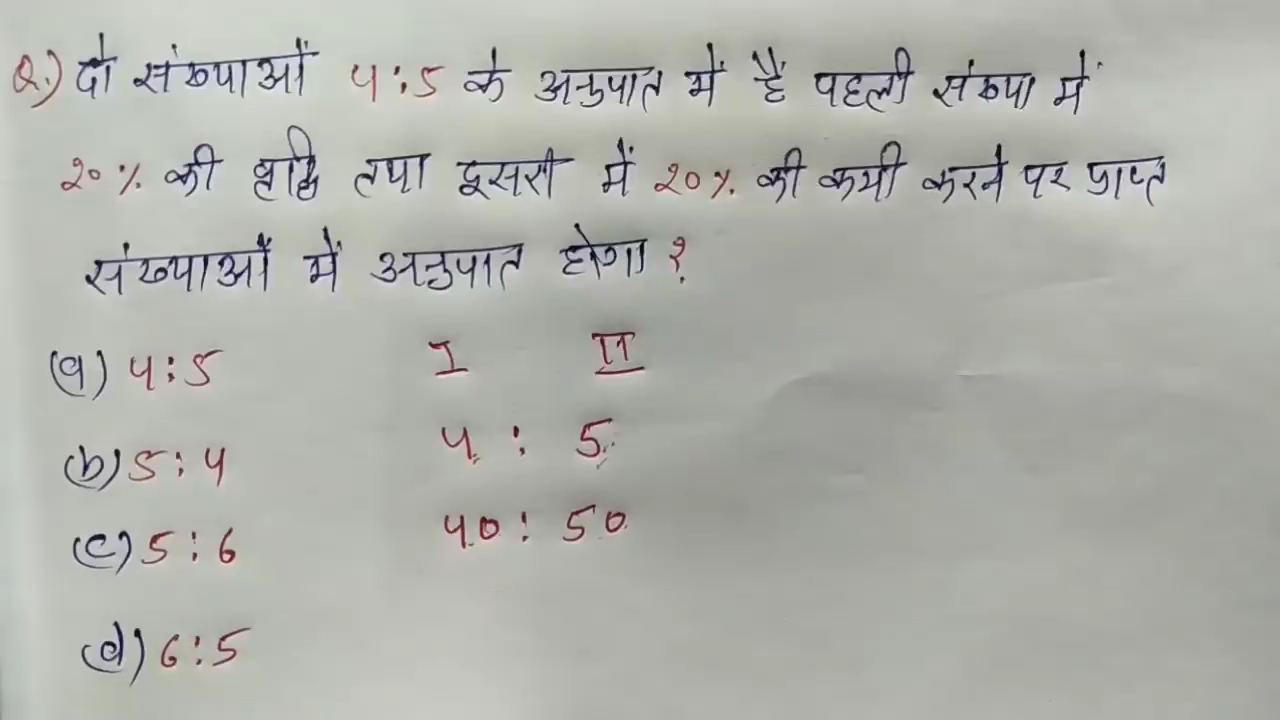 Q.) दो संख्याओं 4:5 के अनुपात में हैं पहली संख्या में
20% की वृद्धि तथा दूसरी में 20% की कमी करने पर प्राप्त
संख्याओं में अनुपात होगा ?
(a) 4:5
(b) 5:4
(c) 5:6
(d) 6:5
I II
4 : 5
40 : 50